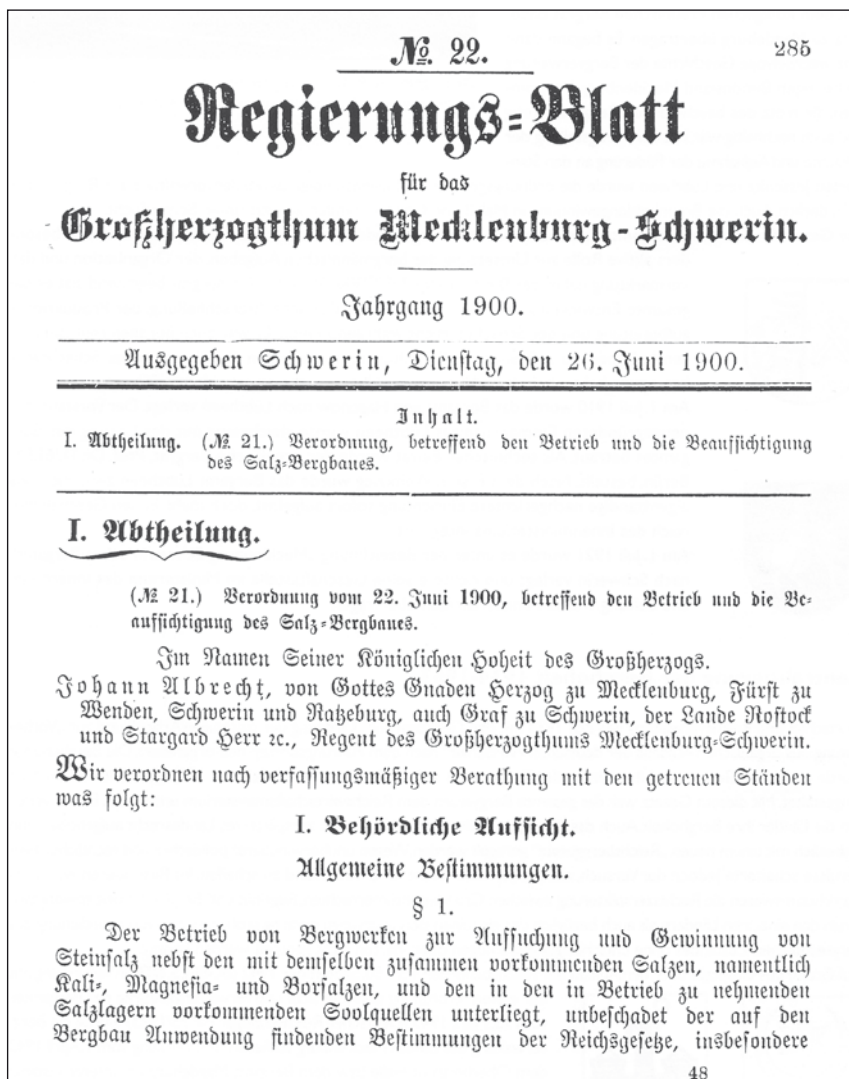 №. 22.
285
Regierungs=Blatt
für das
Großherzogthum Mecklenburg-Schwerin.
Jahrgang 1900.
Ausgegeben Schwerin, Dienstag, den 26. Juni 1900.
Inhalt.
I. Abtheilung. (№ 21.) Verordnung, betreffend den Betrieb und die Beaufsichtigung
des Salz=Bergbaues.
I. Abtheilung.
(№ 21.) Verordnung vom 22. Juni 1900, betreffend den Betrieb und die Be=
aufsichtigung des Salz=Bergbaues.
Im Namen Seiner Königlichen Hoheit des Großherzogs.
Johann Albrecht, von Gottes Gnaden Herzog zu Mecklenburg, Fürst zu
Wenden, Schwerin und Ratzeburg, auch Graf zu Schwerin, der Lande Rostock
und Stargard Herr ꝛc., Regent des Großherzogthums Mecklenburg=Schwerin.
Wir verordnen nach verfassungsmäßiger Berathung mit den getreuen Ständen
was folgt:
I. Behördliche Aufsicht.
Allgemeine Bestimmungen.
§ 1.
Der Betrieb von Bergwerken zur Aufsuchung und Gewinnung von
Steinsalz nebst den mit demselben zusammen vorkommenden Salzen, namentlich
Kali=, Magnesia= und Borsalzen, und den in den in Betrieb zu nehmenden
Salzlagern vorkommenden Soolquellen unterliegt, unbeschadet der auf den
Bergbau Anwendung findenden Bestimmungen der Reichsgesetze, insbesondere
48